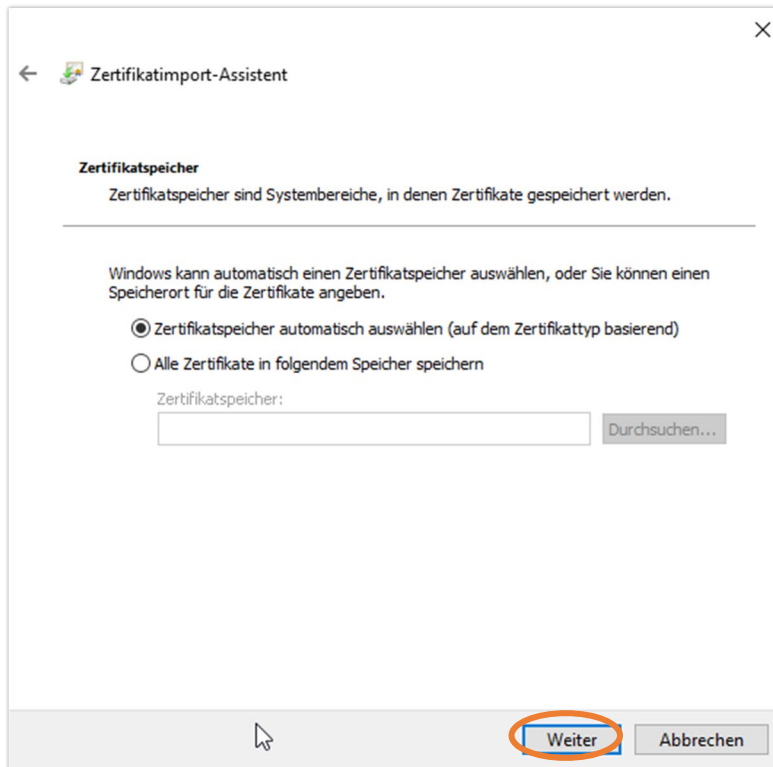 Zertifikatimport-Assistent
Zertifikatspeicher
Zertifikatspeicher sind Systembereiche, in denen Zertifikate gespeichert werden.
Windows kann automatisch einen Zertifikatspeicher auswählen, oder Sie können einen
Speicherort für die Zertifikate angeben.
Zertifikatspeicher automatisch auswählen (auf dem Zertifikattyp basierend)
Alle Zertifikate in folgendem Speicher speichern
Zertifikatspeicher:
Durchsuchen...
Weiter
Abbrechen